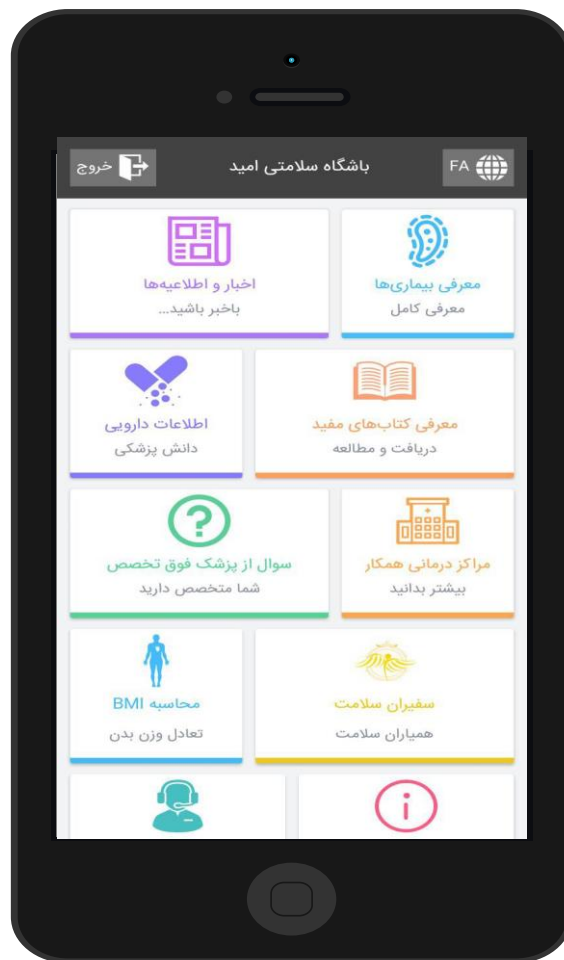 FA
باشگاه سلامتی امید
خروج
معرفی بیماری‌ها
معرفی کامل
اخبار و اطلاعیه‌ها
باخبر باشید...
معرفی کتاب‌های مفید
دریافت و مطالعه
اطلاعات دارویی
دانش پزشکی
مراکز درمانی همکار
بیشتر بدانید
سوال از پزشک فوق تخصص
شما متخصص دارید
سفیران سلامت
همیاران سلامت
محاسبه BMI
تعادل وزن بدن